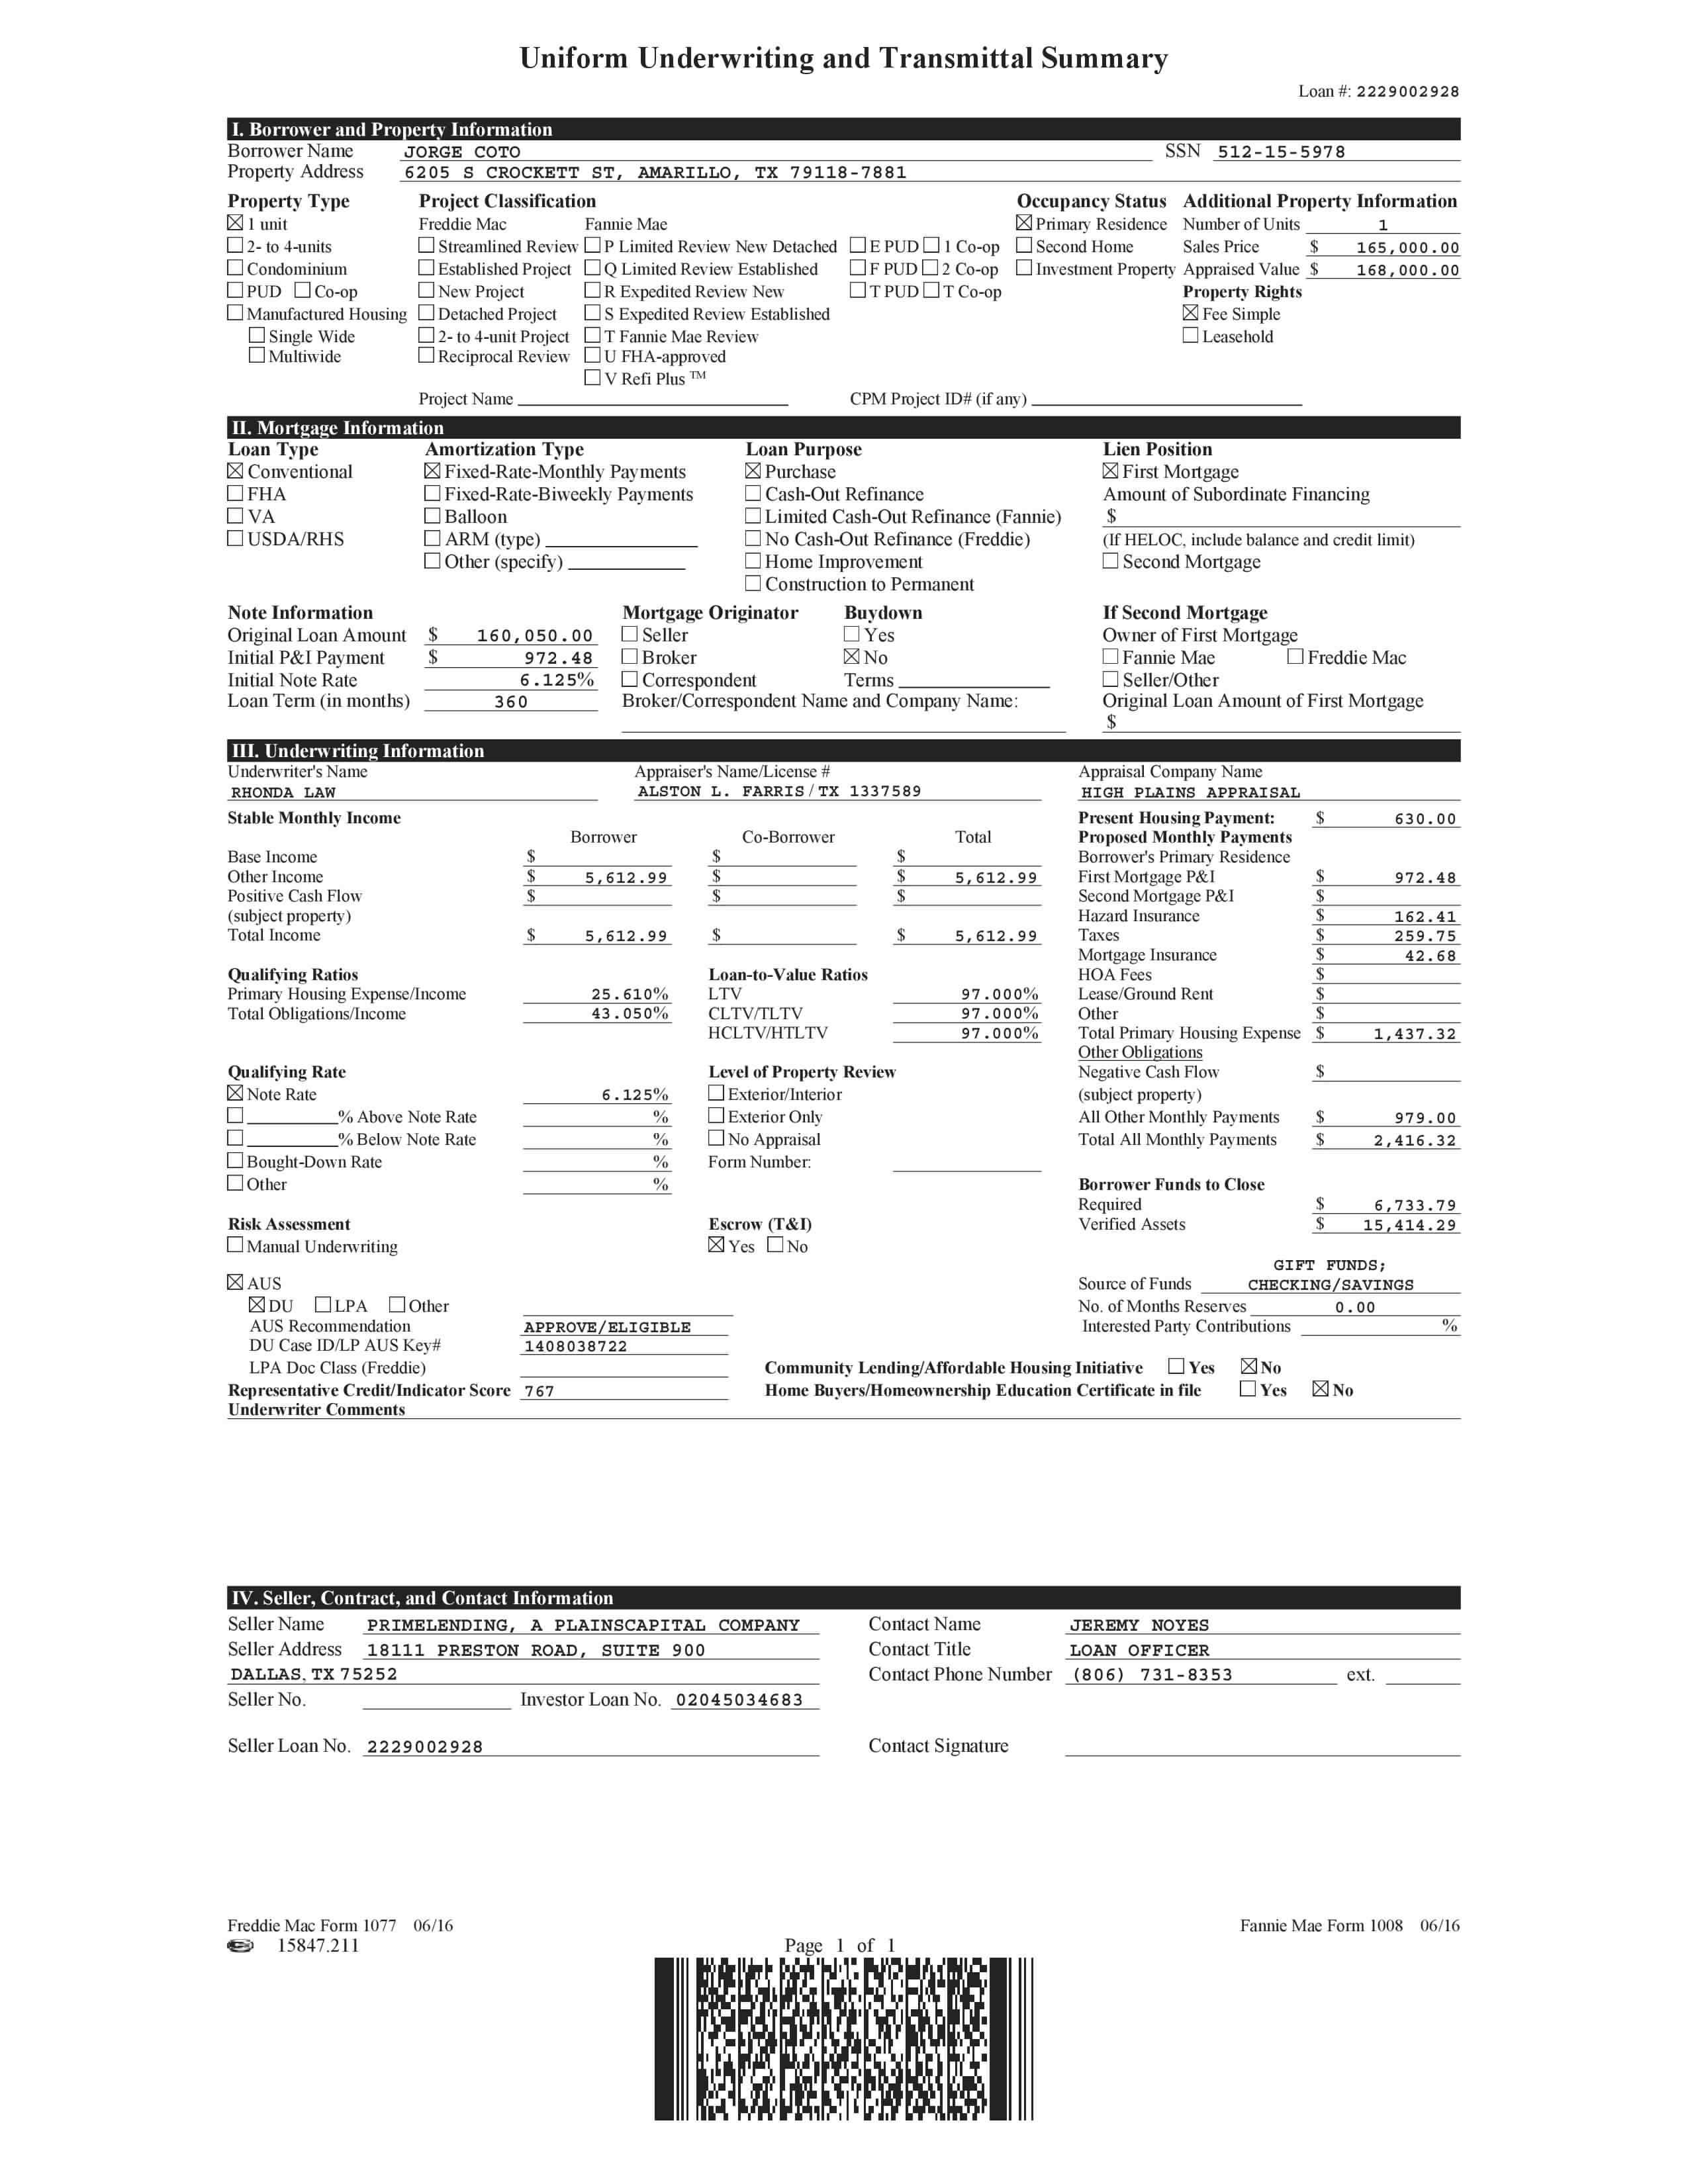 Uniform Underwriting and Transmittal Summary
Loan #: 2229002928
I. Borrower and Property Information
Borrower Name JORGE COTO SSN 512-15-5978
Property Address 6205 S CROCKETT ST, AMARILLO, TX 79118-7881
Property Type Project Classification Occupancy Status Additional Property Information
☒ 1 unit Freddie Mac Fannie Mae ☒ Primary Residence Number of Units 1
☐ 2- to 4-units ☐ Streamlined Review ☐ P Limited Review New Detached ☐ E PUD ☐ 1 Co-op ☐ Second Home Sales Price $ 165,000.00
☐ Condominium ☐ Established Project ☐ Q Limited Review Established ☐ F PUD ☐ 2 Co-op ☐ Investment Property Appraised Value $ 168,000.00
☐ PUD ☐ Co-op ☐ New Project ☐ R Expedited Review New ☐ T PUD ☐ T Co-op Property Rights
☐ Manufactured Housing ☐ Detached Project ☐ S Expedited Review Established ☒ Fee Simple
☐ Single Wide ☐ 2- to 4-unit Project ☐ T Fannie Mae Review ☐ Leasehold
☐ Multiwide ☐ Reciprocal Review ☐ U FHA-approved
☐ V Refi Plus TM
Project Name CPM Project ID# (if any)
II. Mortgage Information
Loan Type Amortization Type Loan Purpose Lien Position
☒ Conventional ☒ Fixed-Rate-Monthly Payments ☒ Purchase ☒ First Mortgage
☐ FHA ☐ Fixed-Rate-Biweekly Payments ☐ Cash-Out Refinance Amount of Subordinate Financing
☐ VA ☐ Balloon ☐ Limited Cash-Out Refinance (Fannie) $
☐ USDA/RHS ☐ ARM (type) ☐ No Cash-Out Refinance (Freddie) (If HELOC, include balance and credit limit)
☐ Other (specify) ☐ Home Improvement ☐ Second Mortgage
☐ Construction to Permanent
Note Information Mortgage Originator Buydown If Second Mortgage
Original Loan Amount $ 160,050.00 ☐ Seller ☐ Yes Owner of First Mortgage
Initial P&I Payment $ 972.48 ☐ Broker ☒ No ☐ Fannie Mae ☐ Freddie Mac
Initial Note Rate 6.125% ☐ Correspondent Terms ☐ Seller/Other
Loan Term (in months) 360 Broker/Correspondent Name and Company Name: Original Loan Amount of First Mortgage
$
III. Underwriting Information
Underwriter's Name Appraiser's Name/License # Appraisal Company Name
RHONDA LAW ALSTON L. FARRIS/TX 1337589 HIGH PLAINS APPRAISAL
Stable Monthly Income Present Housing Payment: $ 630.00
Borrower Co-Borrower Total Proposed Monthly Payments
Base Income $ $ $ Borrower's Primary Residence
Other Income $ 5,612.99 $ $ 5,612.99 First Mortgage P&I $ 972.48
Positive Cash Flow $ $ $ Second Mortgage P&I $
(subject property) Hazard Insurance $ 162.41
Total Income $ 5,612.99 $ $ 5,612.99 Taxes $ 259.75
Mortgage Insurance $ 42.68
Qualifying Ratios Loan-to-Value Ratios HOA Fees $
Primary Housing Expense/Income 25.610% LTV 97.000% Lease/Ground Rent $
Total Obligations/Income 43.050% CLTV/TLTV 97.000% Other $
HCLTV/HTLTV 97.000% Total Primary Housing Expense $ 1,437.32
Other Obligations
Qualifying Rate Level of Property Review Negative Cash Flow $
☒ Note Rate 6.125% ☐ Exterior/Interior (subject property)
☐ % Above Note Rate % ☐ Exterior Only All Other Monthly Payments $ 979.00
☐ % Below Note Rate % ☐ No Appraisal Total All Monthly Payments $ 2,416.32
☐ Bought-Down Rate % Form Number:
☐ Other % Borrower Funds to Close
Required $ 6,733.79
Risk Assessment Escrow (T&I) Verified Assets $ 15,414.29
☐ Manual Underwriting ☒ Yes ☐ No
GIFT FUNDS;
☒ AUS Source of Funds CHECKING/SAVINGS
☒ DU ☐ LPA ☐ Other No. of Months Reserves 0.00
AUS Recommendation APPROVE/ELIGIBLE Interested Party Contributions %
DU Case ID/LP AUS Key# 1408038722
LPA Doc Class (Freddie) Community Lending/Affordable Housing Initiative ☐ Yes ☒ No
Representative Credit/Indicator Score 767 Home Buyers/Homeownership Education Certificate in file ☐ Yes ☒ No
Underwriter Comments
IV. Seller, Contract, and Contact Information
Seller Name PRIMELENDING, A PLAINSCAPITAL COMPANY Contact Name JEREMY NOYES
Seller Address 18111 PRESTON ROAD, SUITE 900 Contact Title LOAN OFFICER
DALLAS, TX 75252 Contact Phone Number (806) 731-8353 ext.
Seller No. Investor Loan No. 02045034683
Seller Loan No. 2229002928 Contact Signature
Freddie Mac Form 1077 06/16 Fannie Mae Form 1008 06/16
15847.211 Page 1 of 1